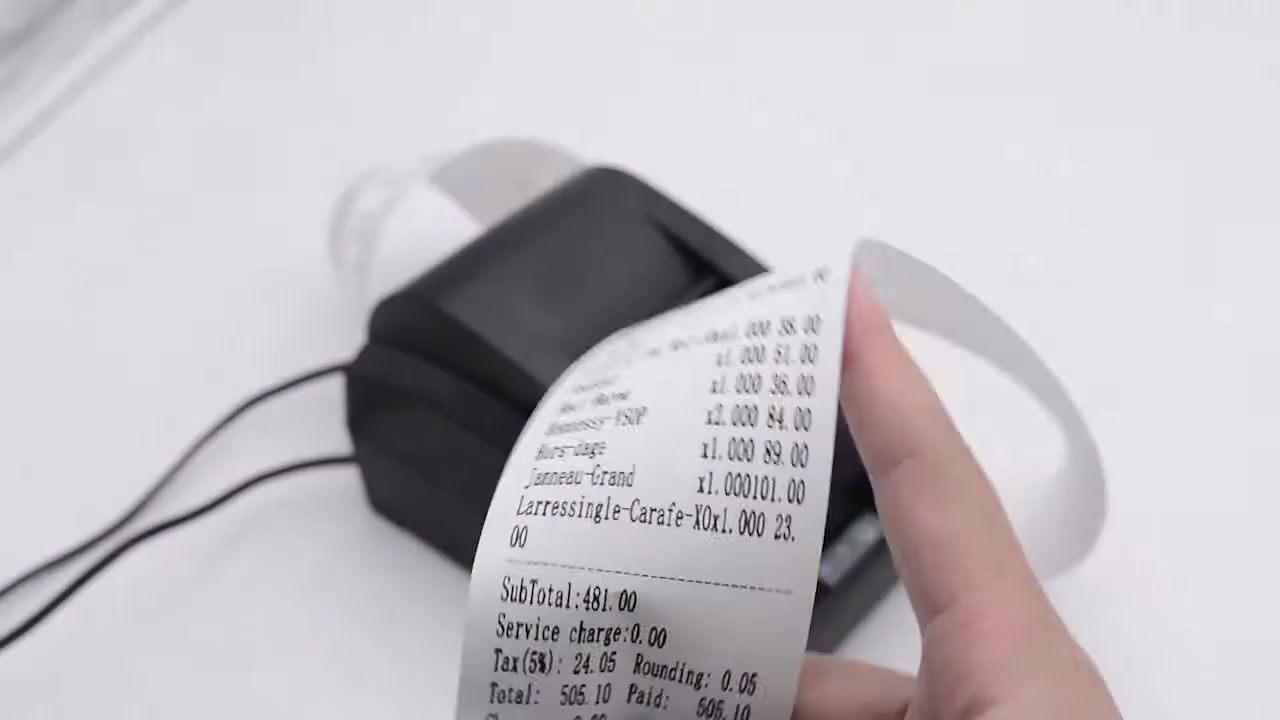 000 38.00
x1.000 51.00
x1.000 36.00
Hennessy-VSOP x2.000 84.00
Hors-dage x1.000 89.00
Janneau-Grand x1.000101.00
Larressingle-Carafe-XOx1.000 23.
00
SubTotal:481.00
Service charge:0.00
Tax(5%): 24.05 Rounding: 0.05
Total: 505.10 Paid: 505.10